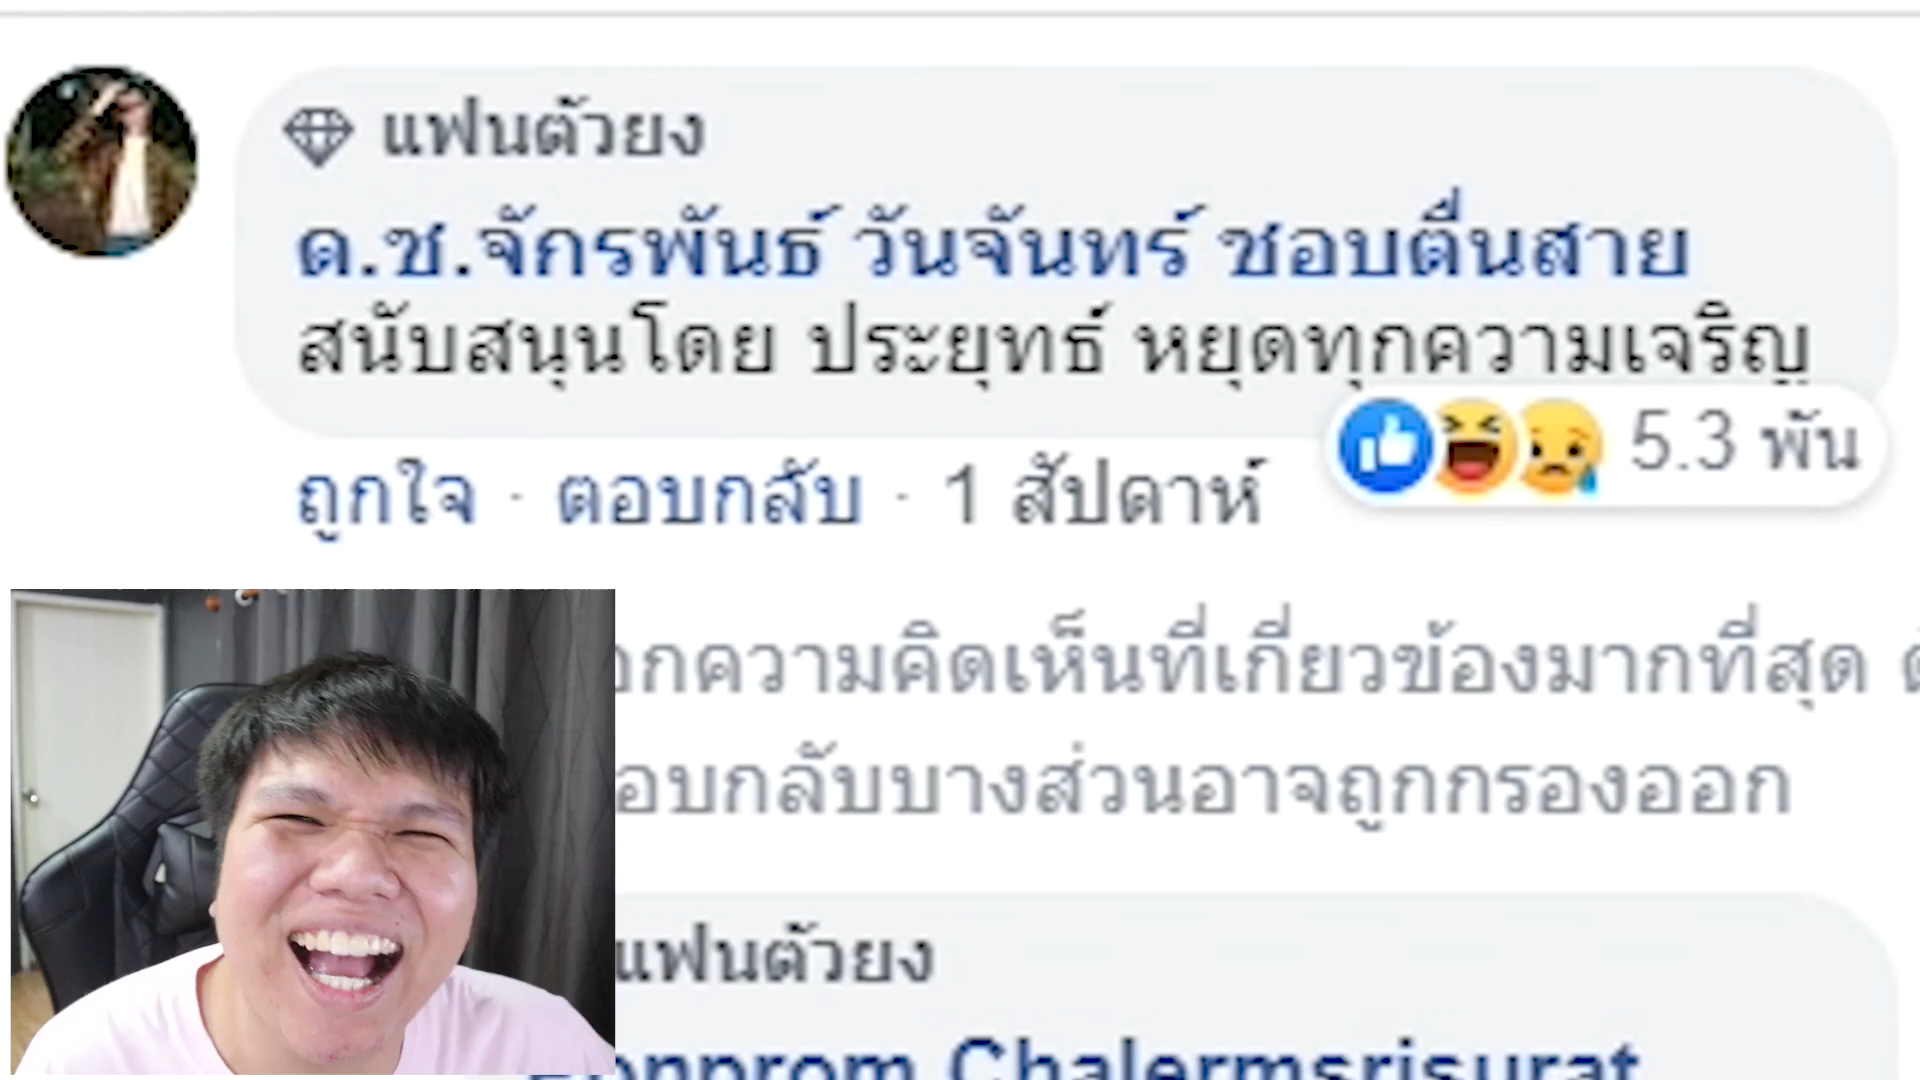 แฟนตัวยง
ด.ช.จักรพันธ์ วันจันทร์ ชอบตื่นสาย
สนับสนุนโดย ประยุทธ์ หยุดทุกความเจริญ
5.3 พัน
ถูกใจ · ตอบกลับ · 1 สัปดาห์
ความคิดเห็นที่เกี่ยวข้องมากที่สุด
บางส่วนอาจถูกกรองออก
แฟนตัวยง
Chalermsrisurat